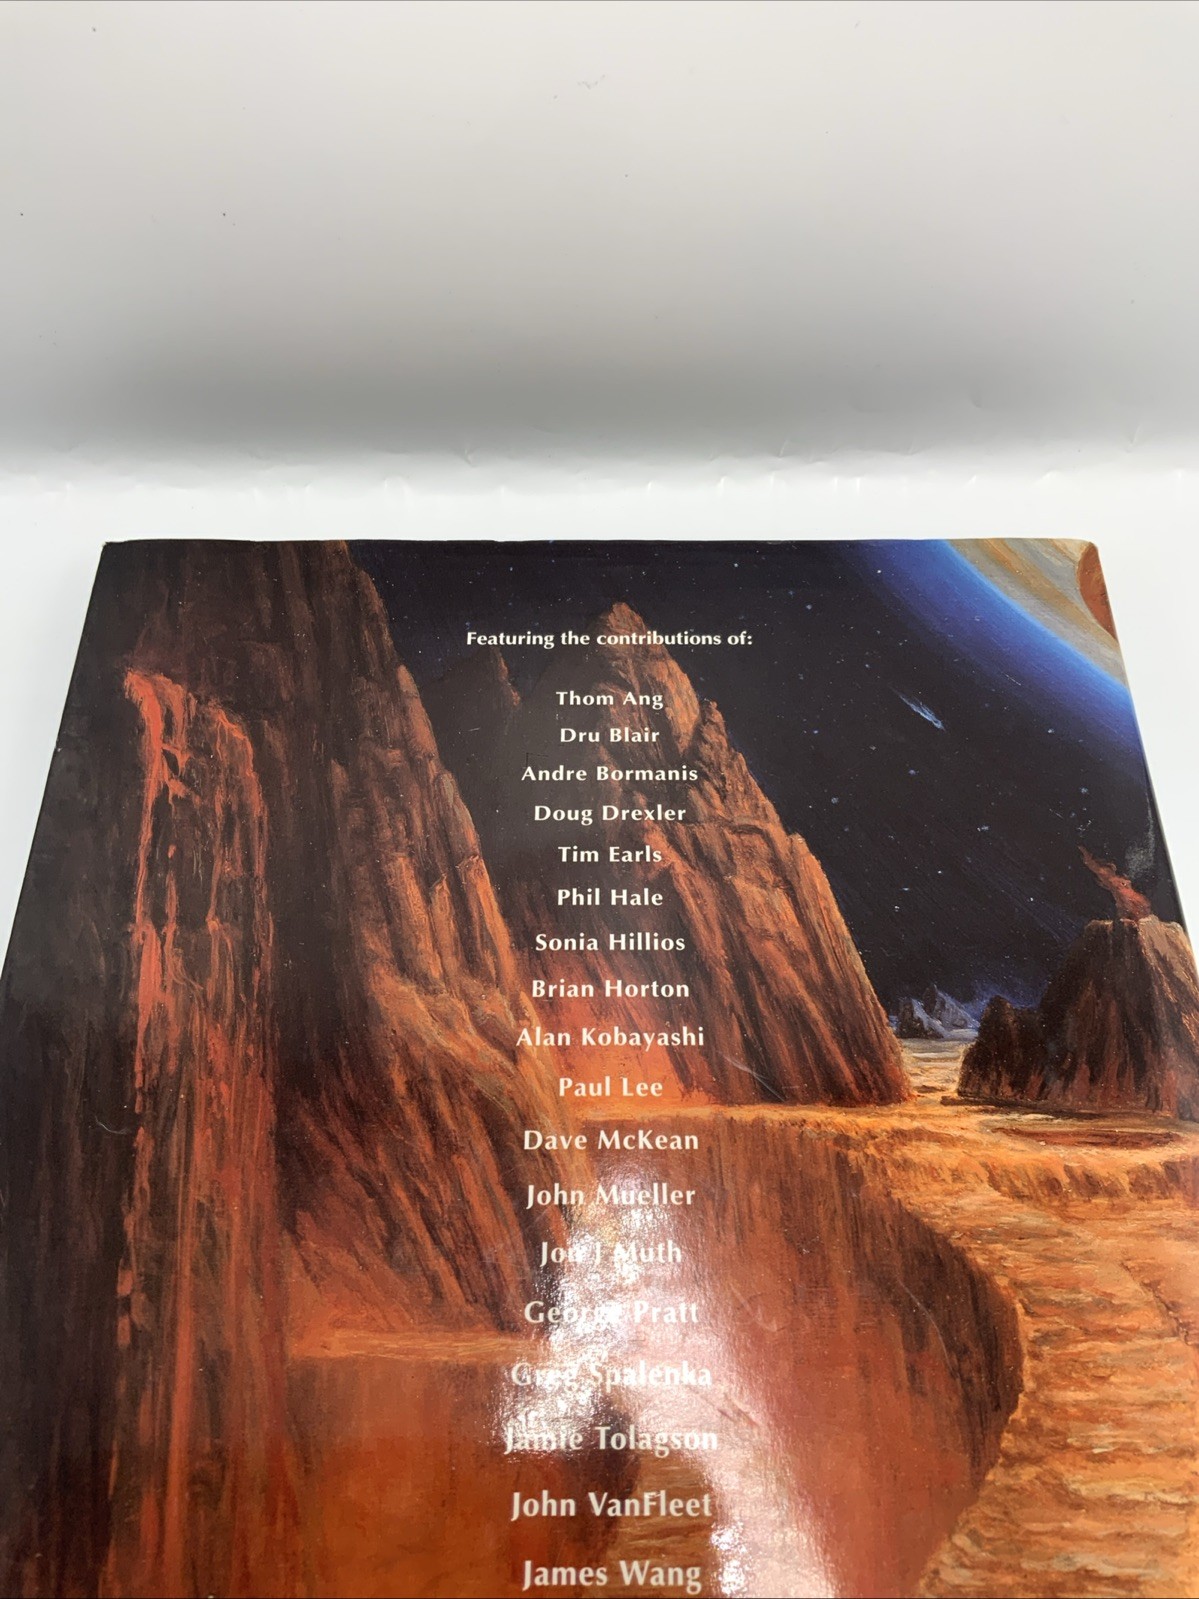 Featuring the contributions of:
Thom Ang
Dru Blair
Andre Bormanis
Doug Drexler
Tim Earls
Phil Hale
Sonia Hillios
Brian Horton
Alan Kobayashi
Paul Lee
Dave McKean
John Mueller
Jon J Muth
George Pratt
Greg Spalenka
Jamie Tolagson
John VanFleet
James Wang